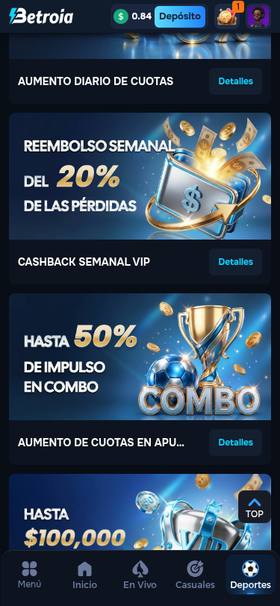 Betroia
$ 0.84 Depósito
1
AUMENTO DIARIO DE CUOTAS
Detalles
REEMBOLSO SEMANAL
DEL 20%
DE LAS PÉRDIDAS
$
CASHBACK SEMANAL VIP
Detalles
HASTA 50%
DE IMPULSO
EN COMBO
COMBO
AUMENTO DE CUOTAS EN APU...
Detalles
HASTA
$100,000
TOP
Menú
Inicio
En Vivo
Casuales
Deportes